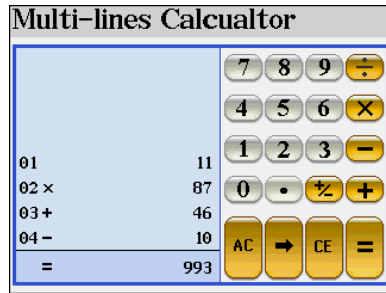 Multi-lines Calcualtor
7 8 9 ÷
4 5 6 ×
1 2 3 −
0 • +/− +
AC → CE =
01 11
02 × 87
03 + 46
04 − 10
= 993